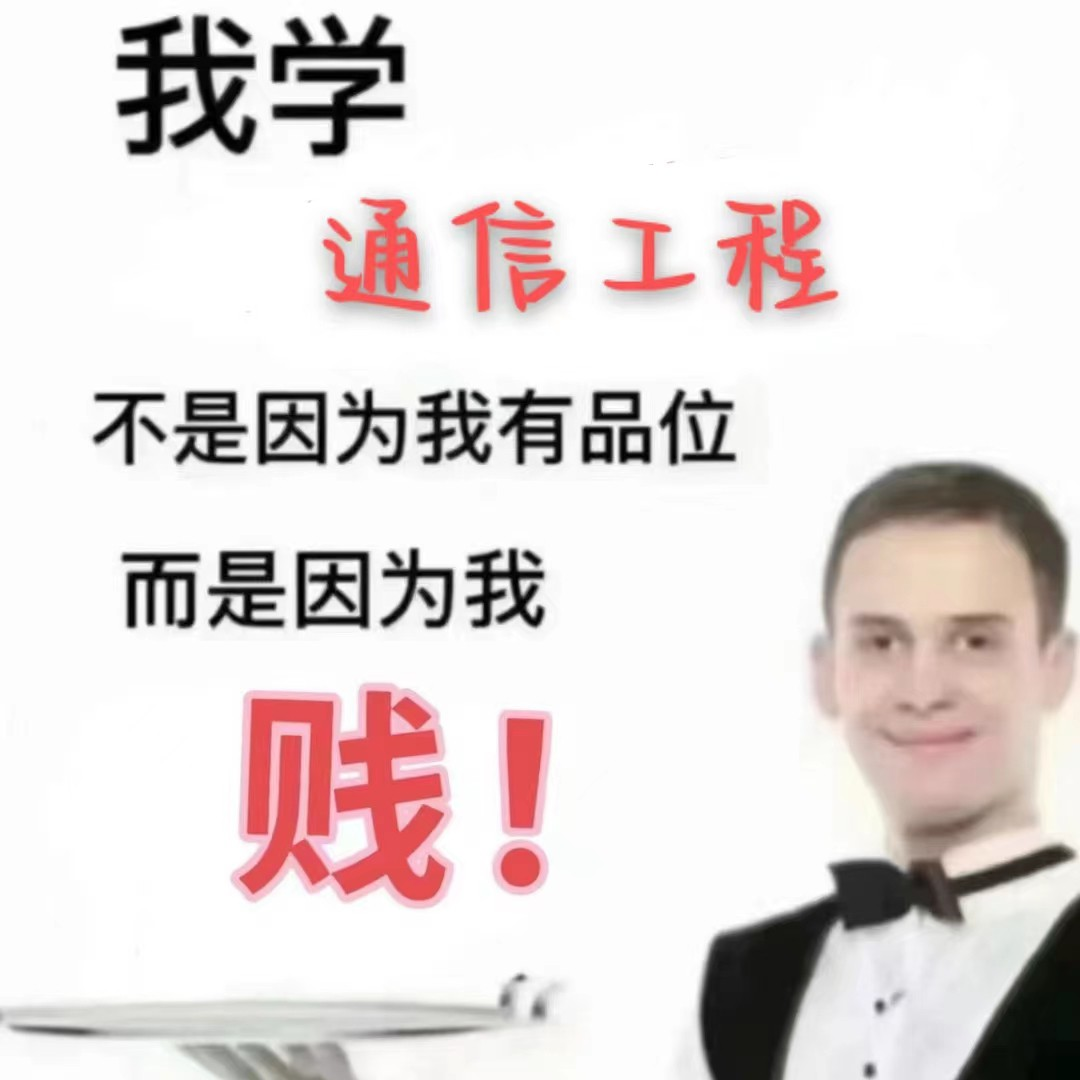 我学
通信工程
不是因为我有品位
而是因为我
贱！